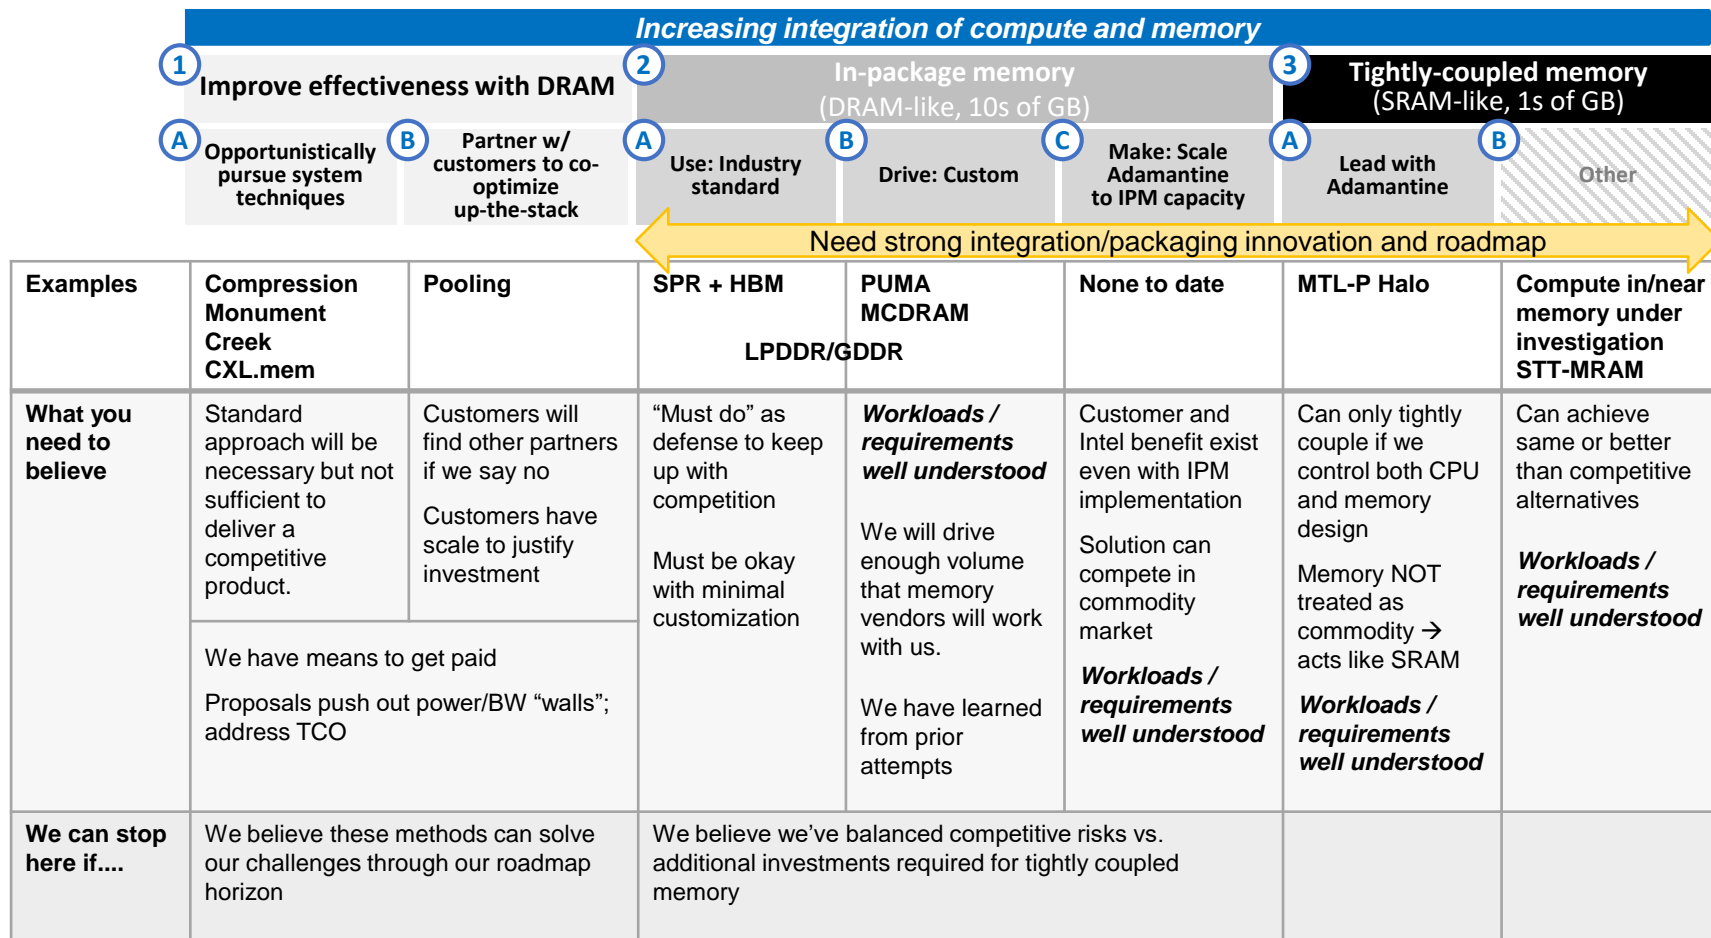 Increasing integration of compute and memory
1
Improve effectiveness with DRAM
2
In-package memory
(DRAM-like, 10s of GB)
3
Tightly-coupled memory
(SRAM-like, 1s of GB)
A
Opportunistically
pursue system
techniques
B
Partner w/
customers to co-
optimize
up-the-stack
A
Use: Industry
standard
B
Drive: Custom
C
Make: Scale
Adamantine
to IPM capacity
A
Lead with
Adamantine
B
Other
Need strong integration/packaging innovation and roadmap
Examples
Compression
Monument
Creek
CXL.mem
Pooling
SPR + HBM
PUMA
MCDRAM
LPDDR/GDDR
None to date
MTL-P Halo
Compute in/near
memory under
investigation
STT-MRAM
What you
need to
believe
Standard
approach will be
necessary but not
sufficient to
deliver a
competitive
product.
Customers will
find other partners
if we say no
Customers have
scale to justify
investment
We have means to get paid
Proposals push out power/BW “walls”;
address TCO
“Must do” as
defense to keep
up with
competition
Must be okay
with minimal
customization
Workloads /
requirements
well understood
We will drive
enough volume
that memory
vendors will work
with us.
We have learned
from prior
attempts
Customer and
Intel benefit exist
even with IPM
implementation
Solution can
compete in
commodity
market
Workloads /
requirements
well understood
Can only tightly
couple if we
control both CPU
and memory
design
Memory NOT
treated as
commodity →
acts like SRAM
Workloads /
requirements
well understood
Can achieve
same or better
than competitive
alternatives
Workloads /
requirements
well understood
We can stop
here if....
We believe these methods can solve
our challenges through our roadmap
horizon
We believe we’ve balanced competitive risks vs.
additional investments required for tightly coupled
memory